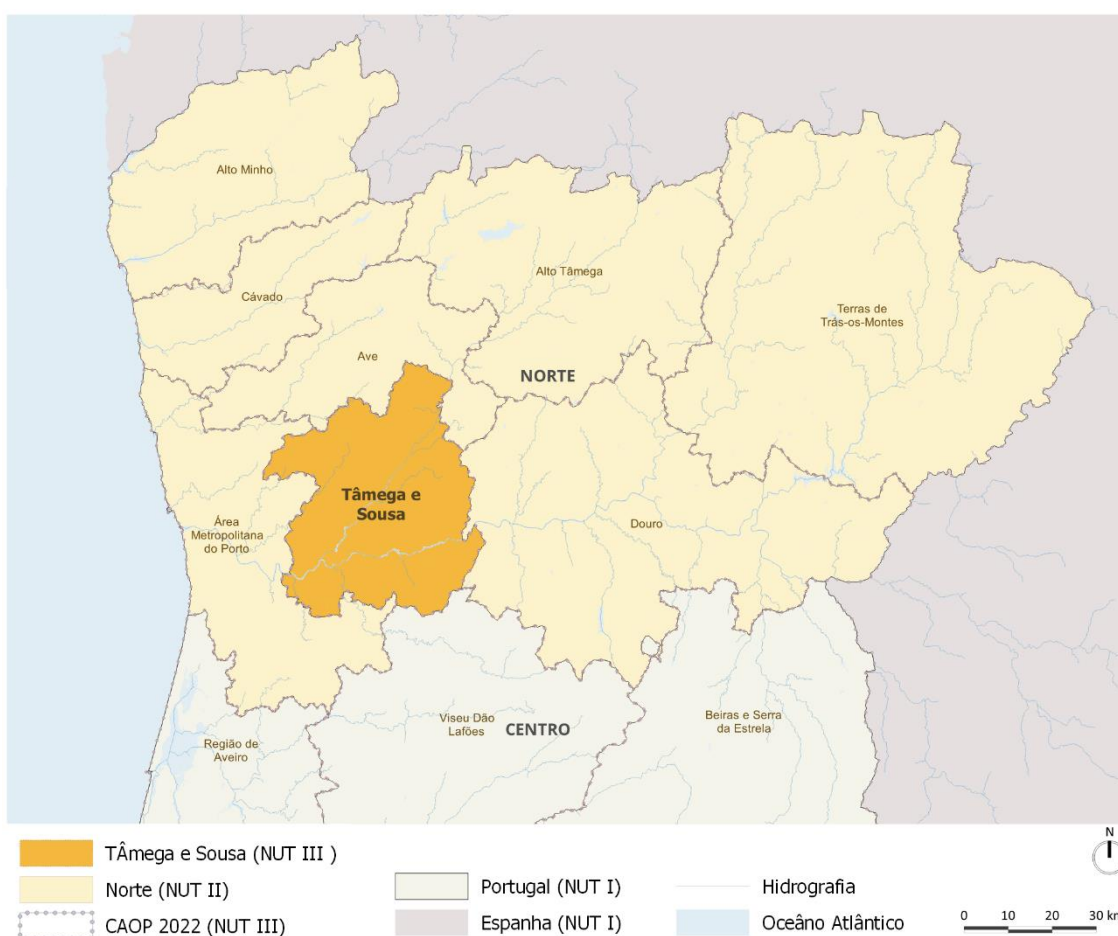 Alto Minho
Cávado
Alto Tâmega
Terras de
Trás-os-Montes
Ave
NORTE
Tâmega e
Sousa
Área
Metropolitana
do Porto
Douro
Viseu Dão
Lafões
CENTRO
Beiras e Serra
da Estrela
Região de
Aveiro
TÂmega e Sousa (NUT III )
Norte (NUT II)
CAOP 2022 (NUT III)
Portugal (NUT I)
Espanha (NUT I)
Hidrografia
Oceâno Atlântico
N
0 10 20 30 km